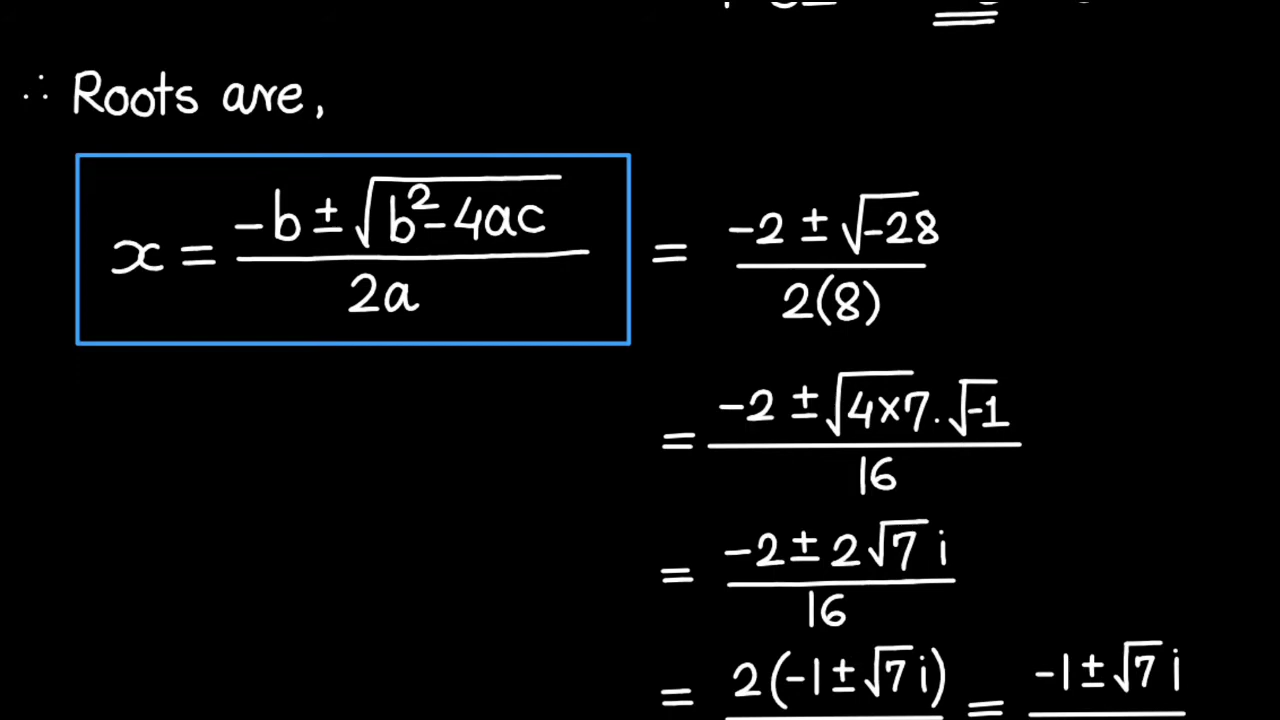 ∴ Roots are,
x = (-b ± √(b²-4ac)) / 2a = (-2 ± √-28) / 2(8)
= (-2 ± √(4×7) . √-1) / 16
= (-2 ± 2√7 i) / 16
= 2(-1 ± √7 i) = -1 ± √7 i